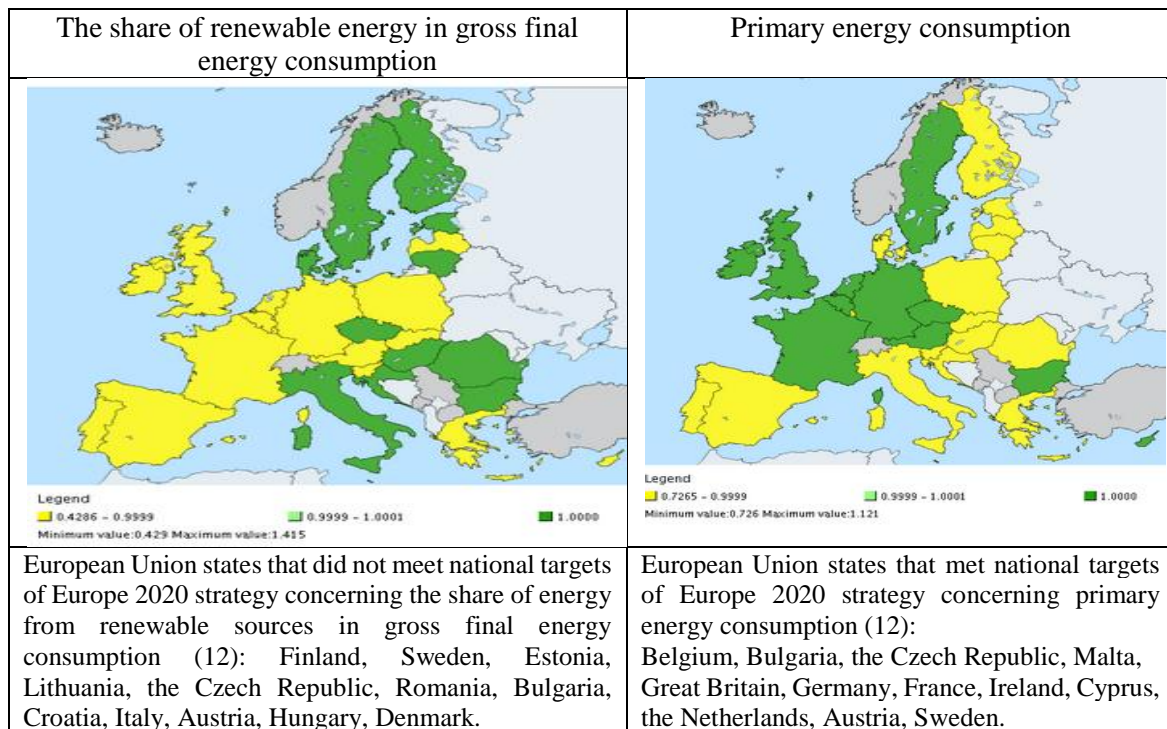 The share of renewable energy in gross final
energy consumption
Primary energy consumption
Legend
0.4286 - 0.9999 0.9999 - 1.0001 1.0000
Minimum value:0.429 Maximum value:1.415
Legend
0.7265 - 0.9999 0.9999 - 1.0001 1.0000
Minimum value:0.726 Maximum value:1.121
European Union states that did not meet national targets
of Europe 2020 strategy concerning the share of energy
from renewable sources in gross final energy
consumption (12): Finland, Sweden, Estonia,
Lithuania, the Czech Republic, Romania, Bulgaria,
Croatia, Italy, Austria, Hungary, Denmark.
European Union states that met national targets
of Europe 2020 strategy concerning primary
energy consumption (12):
Belgium, Bulgaria, the Czech Republic, Malta,
Great Britain, Germany, France, Ireland, Cyprus,
the Netherlands, Austria, Sweden.